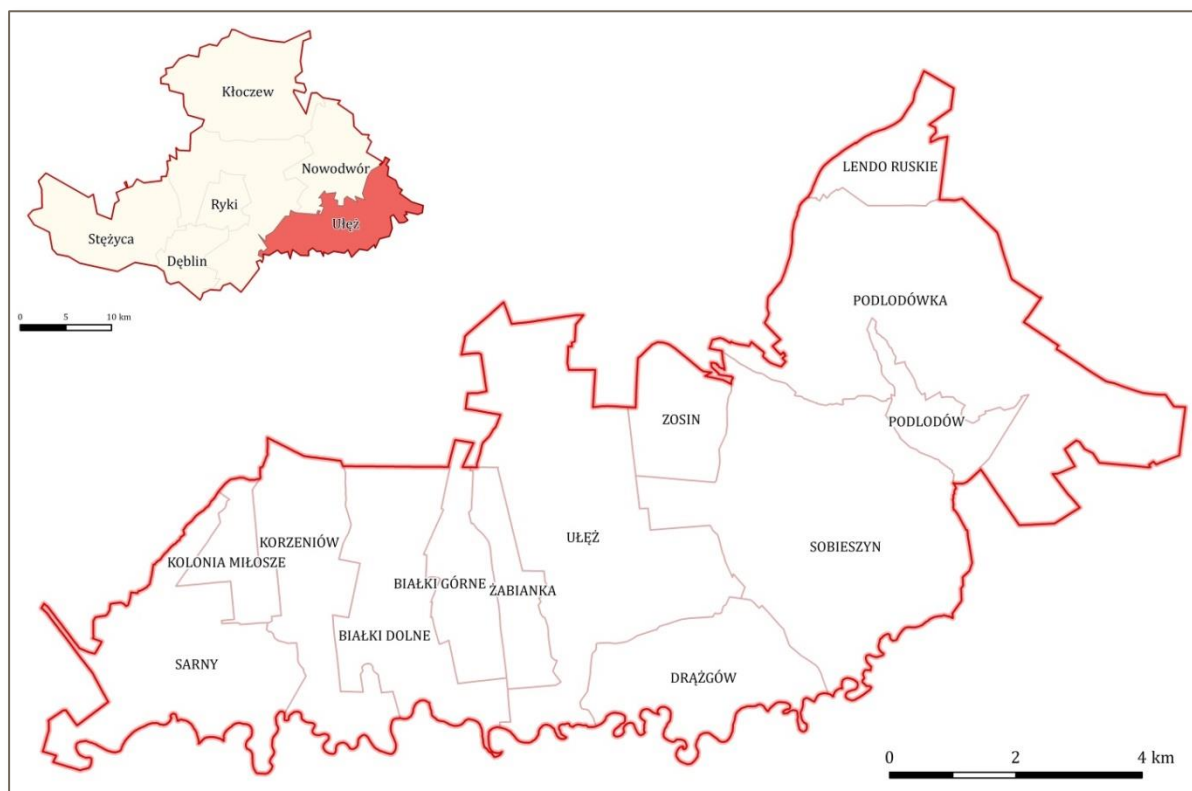 Kłoczew
Nowodwór
Ryki
Ułęż
Stężyca
Dęblin
0 5 10 km
LENDO RUSKIE
PODLODÓWKA
ZOSIN
PODLODÓW
UŁĘŻ
SOBIESZYN
KORZENIÓW
KOLONIA MIŁOSZE
BIAŁKI GÓRNE
ŻABIANKA
BIAŁKI DOLNE
SARNY
DRĄŻGÓW
0 2 4 km